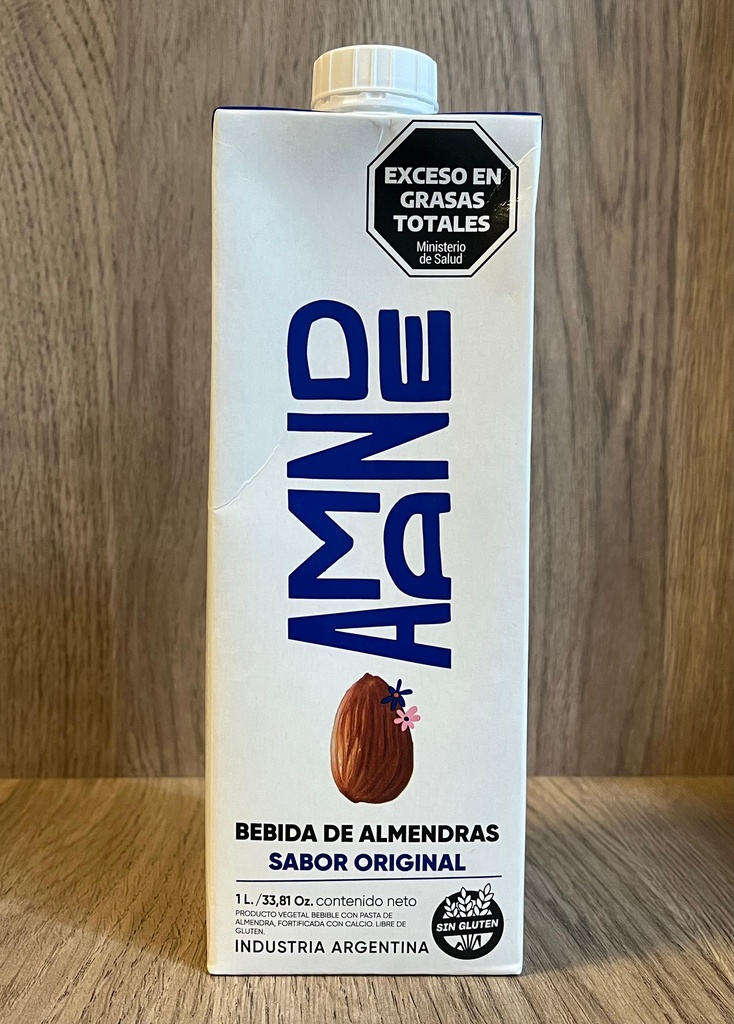 EXCESO EN
GRASAS
TOTALES
Ministerio
de Salud
AMANDE
BEBIDA DE ALMENDRAS
SABOR ORIGINAL
1 L./33,81 Oz. contenido neto
PRODUCTO VEGETAL BEBIBLE CON PASTA DE
ALMENDRA, FORTIFICADA CON CALCIO. LIBRE DE
GLUTEN.
INDUSTRIA ARGENTINA
SIN GLUTEN